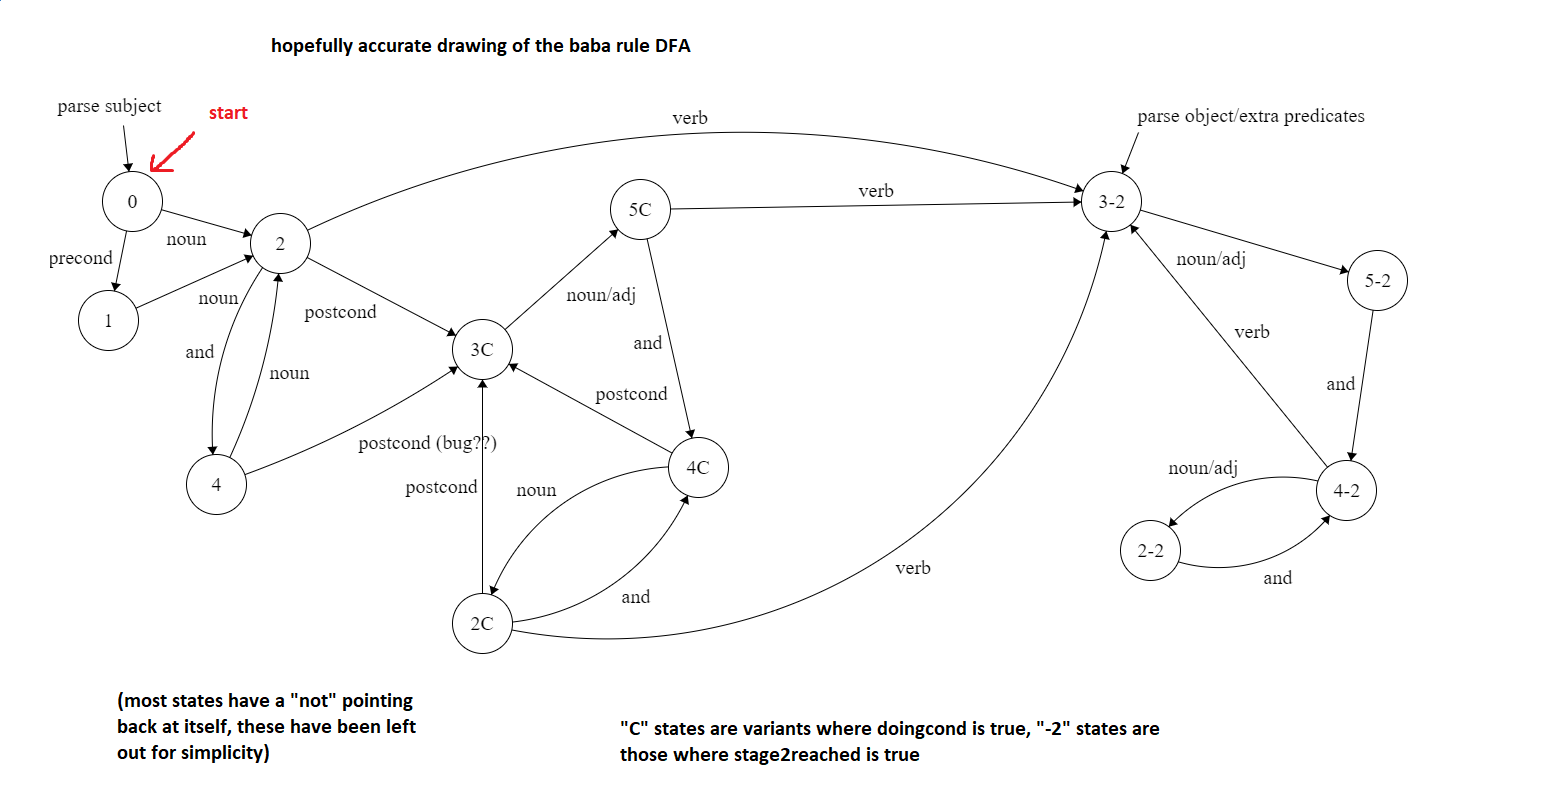 hopefully accurate drawing of the baba rule DFA
parse subject
start
verb
parse object/extra predicates
0
noun
2
5C
verb
3-2
precond
noun
1
postcond
noun/adj
noun/adj
5-2
and
noun
3C
and
verb
postcond
and
postcond (bug??)
4
postcond
noun
4C
noun/adj
4-2
2-2
and
2C
and
verb
(most states have a "not" pointing
back at itself, these have been left
out for simplicity)
"C" states are variants where doingcond is true, "-2" states are
those where stage2reached is true